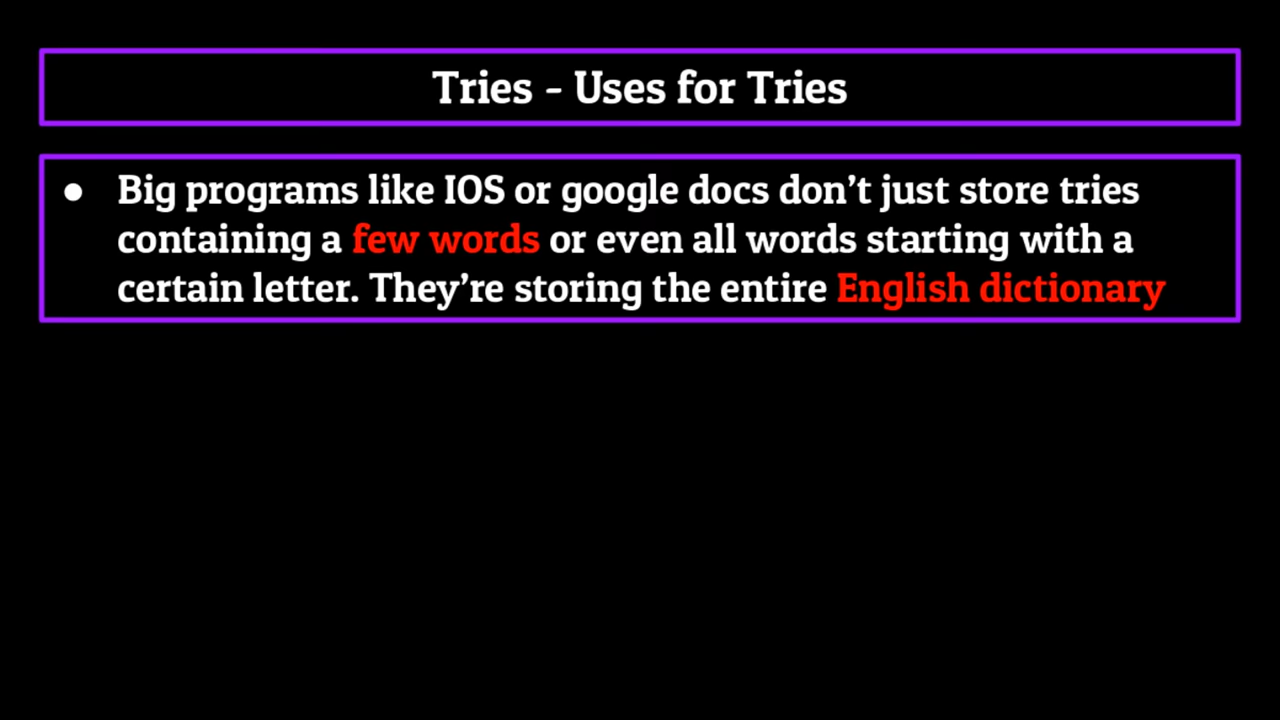 Tries - Uses for Tries
● Big programs like IOS or google docs don’t just store tries
containing a few words or even all words starting with a
certain letter. They’re storing the entire English dictionary